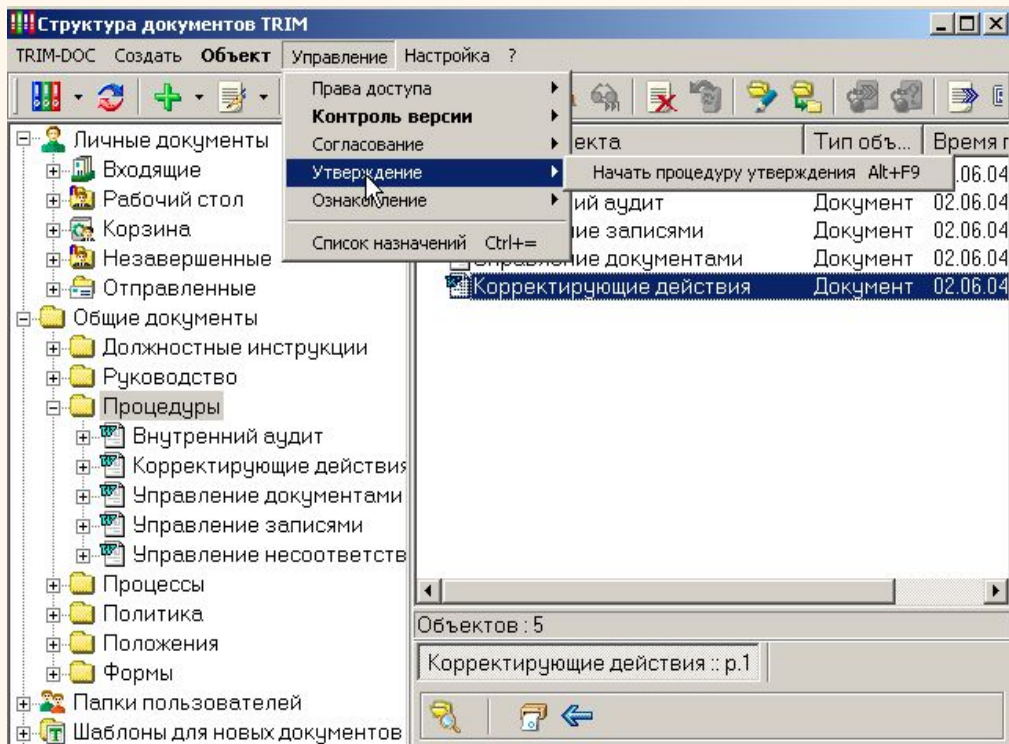 Структура документов TRIM
TRIM-DOC Создать Объект Управление Настройка ?
Права доступа
Контроль версии
Согласование
Утверждение
Ознакомление
Список назначений Ctrl+=
Начать процедуру утверждения Alt+F9
Личные документы
Входящие
Рабочий стол
Корзина
Незавершенные
Отправленные
Общие документы
Должностные инструкции
Руководство
Процедуры
Внутренний аудит
Корректирующие действия
Управление документами
Управление записями
Управление несоответств
Процессы
Политика
Положения
Формы
Папки пользователей
Шаблоны для новых документов
екта Тип объ... Время г
.06.04
ий аудит Документ 02.06.04
ие записями Документ 02.06.04
Управление документами Документ 02.06.04
Корректирующие действия Документ 02.06.04
Объектов : 5
Корректирующие действия :: р.1